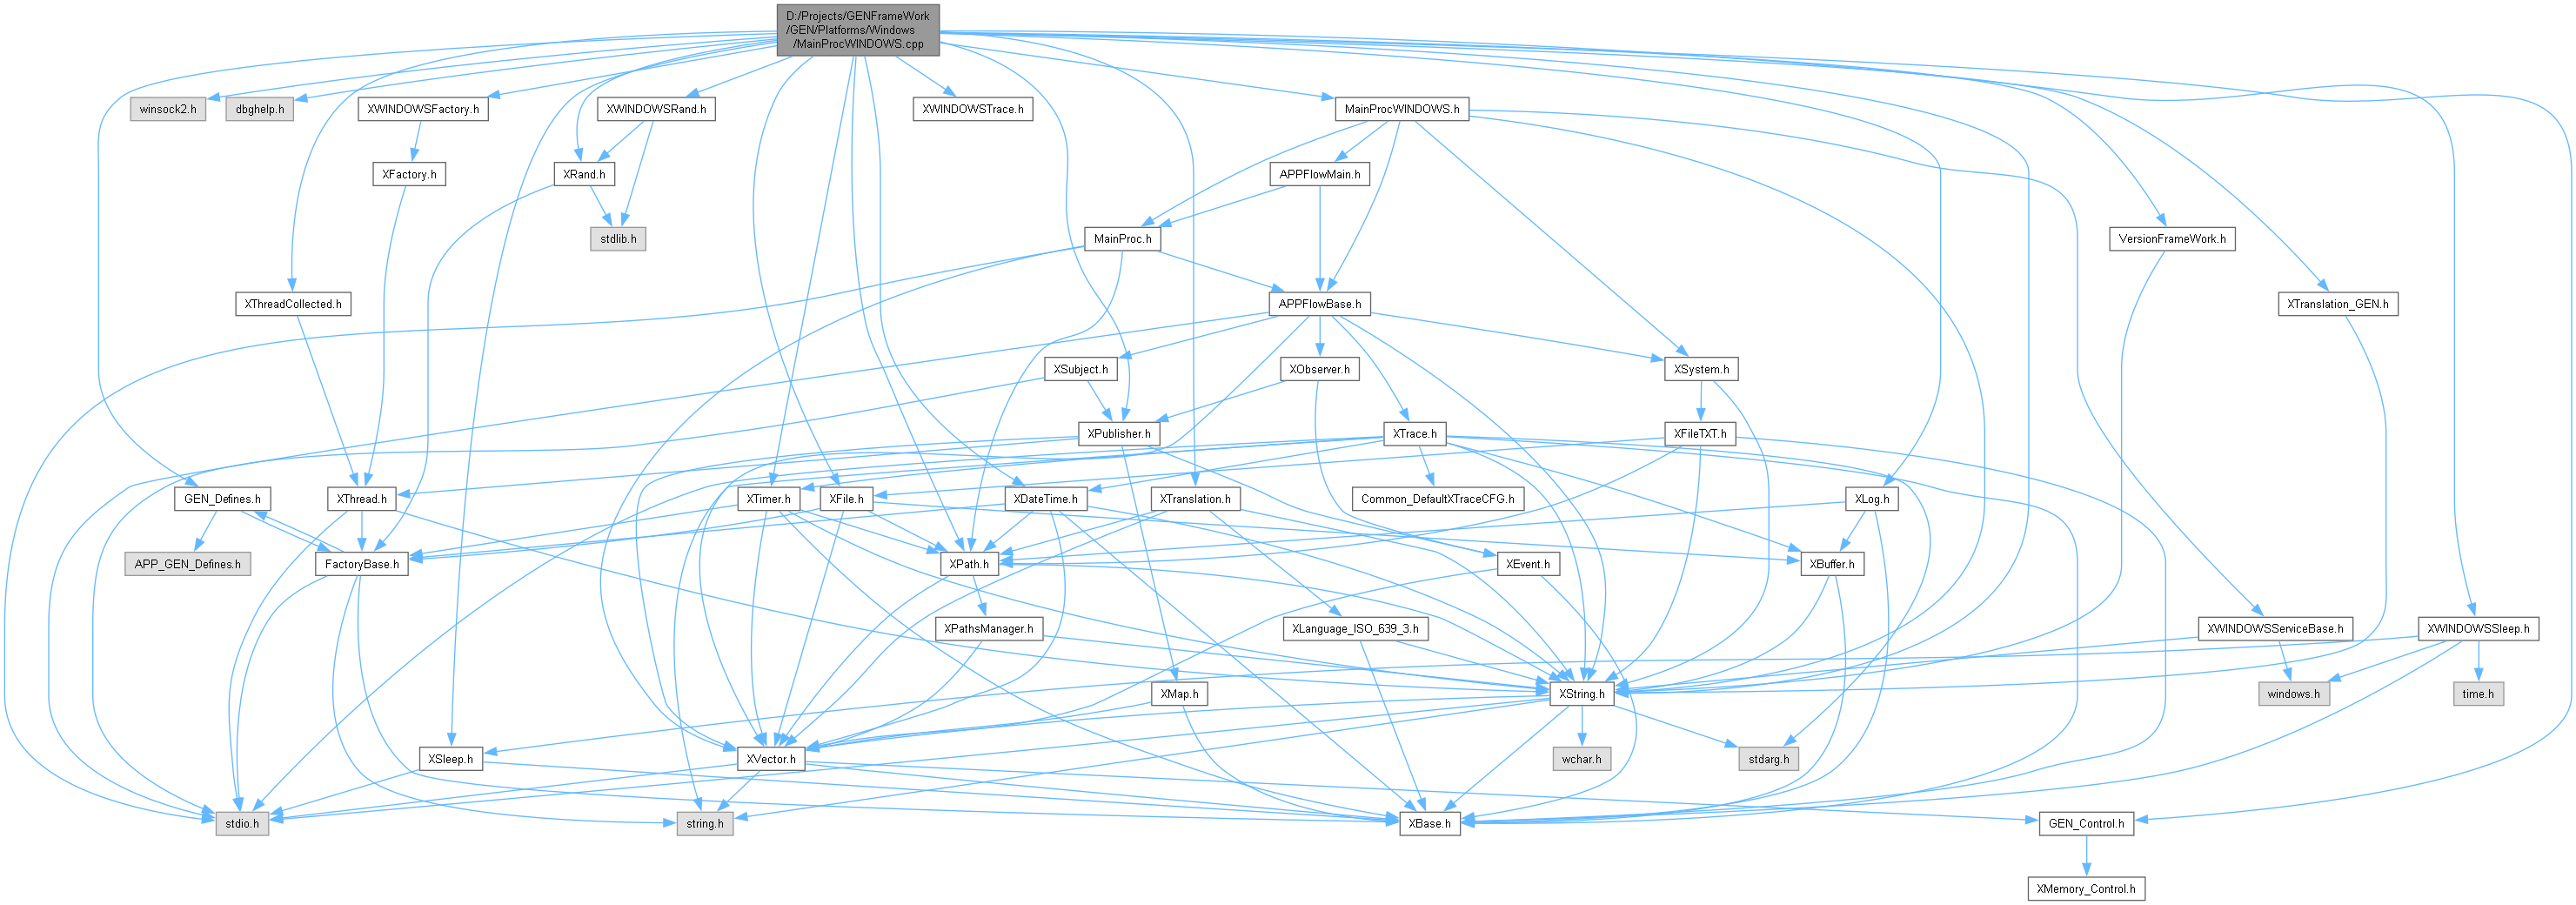 D:/Projects/GENFrameWork
/GEN/Platforms/Windows
/MainProcWINDOWS.cpp
winsock2.h
dbghelp.h
XWINDOWSFactory.h
XWINDOWSRand.h
XWINDOWSTrace.h
MainProcWINDOWS.h
XFactory.h
XRand.h
APPFlowMain.h
stdlib.h
MainProc.h
VersionFrameWork.h
XThreadCollected.h
APPFlowBase.h
XTranslation_GEN.h
XSubject.h
XObserver.h
XSystem.h
XPublisher.h
XTrace.h
XFileTXT.h
GEN_Defines.h
XThread.h
XTimer.h
XFile.h
XDateTime.h
XTranslation.h
Common_DefaultXTraceCFG.h
XLog.h
APP_GEN_Defines.h
FactoryBase.h
XPath.h
XEvent.h
XBuffer.h
XPathsManager.h
XLanguage_ISO_639_3.h
XWINDOWSServiceBase.h
XWINDOWSSleep.h
XMap.h
XString.h
windows.h
time.h
XSleep.h
XVector.h
wchar.h
stdarg.h
stdio.h
string.h
XBase.h
GEN_Control.h
XMemory_Control.h